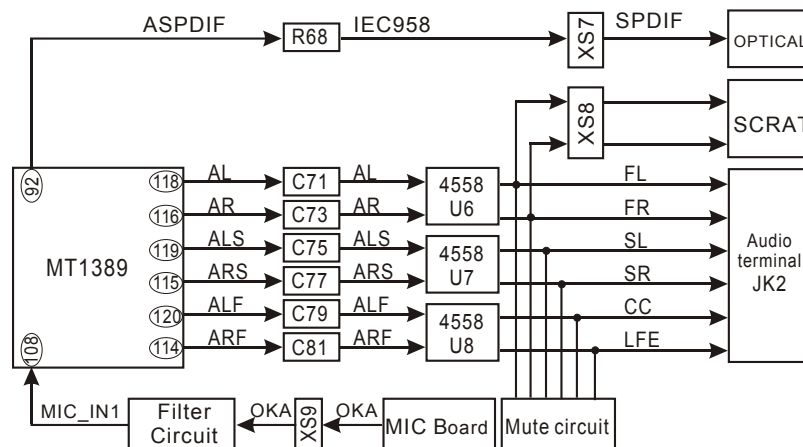 ASPDIF
R68
IEC958
XS7
SPDIF
OPTICAL
XS8
SCRAT
92
118
AL
C71
AL
4558
U6
FL
116
AR
C73
AR
FR
119
ALS
C75
ALS
4558
U7
SL
Audio
terminal
JK2
MT1389
115
ARS
C77
ARS
SR
120
ALF
C79
ALF
4558
U8
CC
108
114
ARF
C81
ARF
LFE
MIC_IN1
Filter
Circuit
OKA
XS9
OKA
MIC Board
Mute circuit